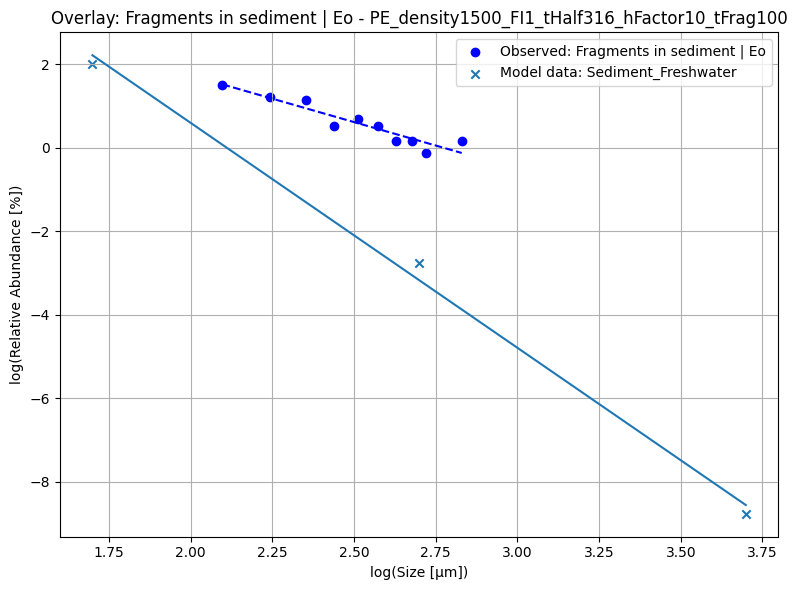 Overlay: Fragments in sediment | Eo - PE_density1500_FI1_tHalf316_hFactor10_tFrag100
Observed: Fragments in sediment | Eo
Model data: Sediment_Freshwater
log(Relative Abundance [%])
2
0
−2
−4
−6
−8
1.75 2.00 2.25 2.50 2.75 3.00 3.25 3.50 3.75
log(Size [μm])